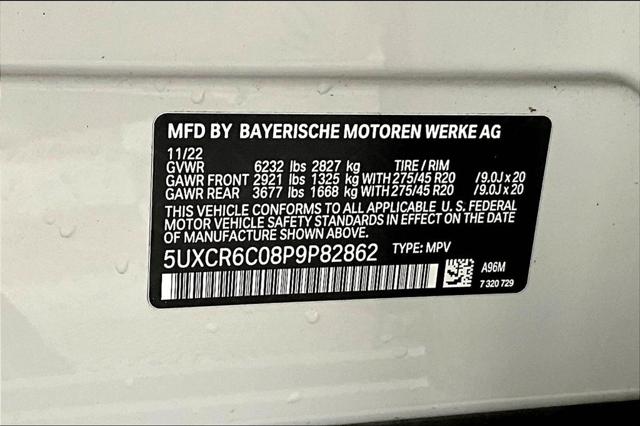 MFD BY BAYERISCHE MOTOREN WERKE AG
11/22
GVWR 6232 lbs 2827 kg TIRE / RIM
GAWR FRONT 2921 lbs 1325 kg WITH 275/45 R20 /9.0J x 20
GAWR REAR 3677 lbs 1668 kg WITH 275/45 R20 /9.0J x 20
THIS VEHICLE CONFORMS TO ALL APPLICABLE U. S. FEDERAL
MOTOR VEHICLE SAFETY STANDARDS IN EFFECT ON THE DATE
OF MANUFACTURE SHOWN ABOVE.
5UXCR6C08P9P82862 TYPE: MPV
A96M
7 320 729